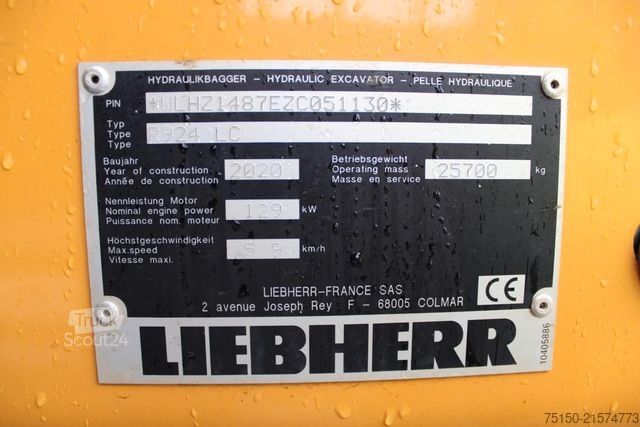 HYDRAULIKBAGGER - HYDRAULIC EXCAVATOR - PELLE HYDRAULIQUE
PIN *WLHZ1487EZC051130*
Typ
Type R924 LC
Type
Baujahr
Year of construction 2020
Année de construction
Betriebsgewicht
Operating mass 25700 kg
Masse en service
Nennleistung Motor
Nominal engine power 129 kW
Puissance nom. moteur
Höchstgeschwindigkeit
Max.speed 5.9 km/h
Vitesse maxi.
LIEBHERR-FRANCE SAS
2 avenue Joseph Rey F - 68005 COLMAR
CE
LIEBHERR
10405886
Truck
Scout24
75150-21574773